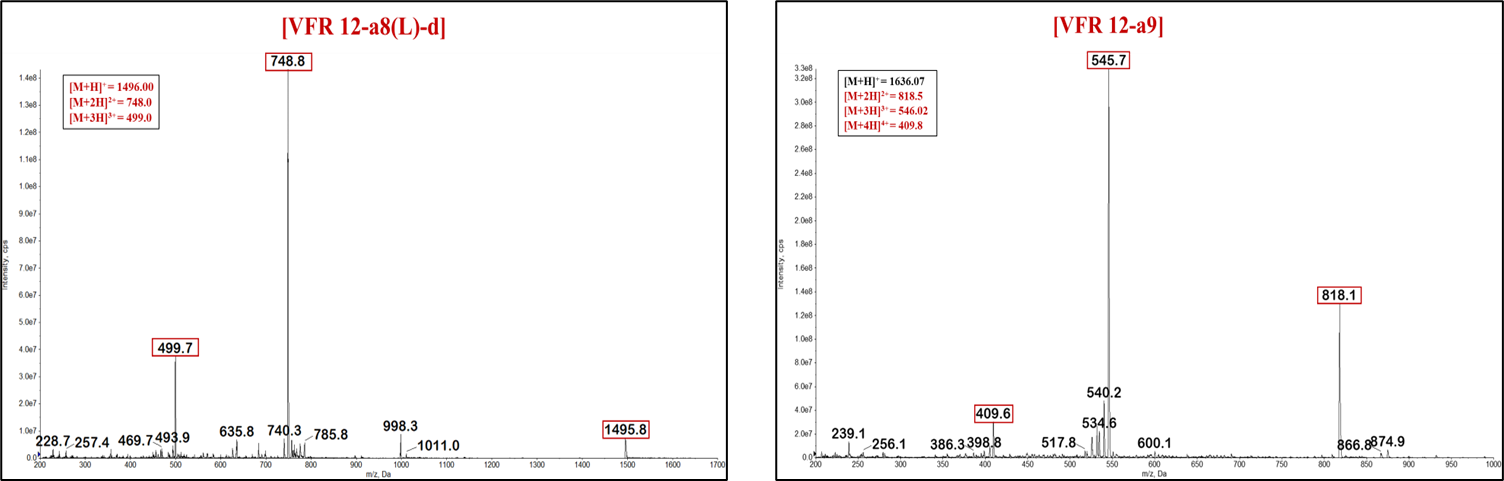 [VFR 12-a8(L)-d]
748.8
[M+H]⁺ = 1496.00
[M+2H]²⁺ = 748.0
[M+3H]³⁺ = 499.0
1.4e8
1.3e8
1.2e8
1.1e8
1.0e8
9.0e7
8.0e7
7.0e7
6.0e7
5.0e7
4.0e7
3.0e7
2.0e7
1.0e7
0.0
Intensity, cps
499.7
228.7
257.4
469.7
493.9
635.8
740.3
785.8
998.3
1011.0
1495.8
200 300 400 500 600 700 800 900 1000 1100 1200 1300 1400 1500 1600 1700
m/z, Da
[VFR 12-a9]
545.7
[M+H]⁺ = 1636.07
[M+2H]²⁺ = 818.5
[M+3H]³⁺ = 546.02
[M+4H]⁴⁺ = 409.8
3.3e8
3.2e8
3.0e8
2.8e8
2.6e8
2.4e8
2.2e8
2.0e8
1.8e8
1.6e8
1.4e8
1.2e8
1.0e8
8.0e7
6.0e7
4.0e7
2.0e7
0.0
Intensity, cps
818.1
540.2
409.6
534.6
239.1
256.1
386.3
398.8
517.8
600.1
866.8
874.9
200 250 300 350 400 450 500 550 600 650 700 750 800 850 900 950 1000
m/z, Da